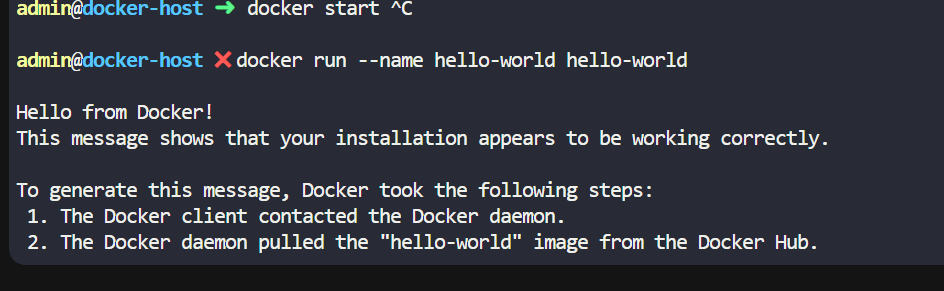 admin@docker-host ➜ docker start ^C
admin@docker-host ✗ docker run --name hello-world hello-world
Hello from Docker!
This message shows that your installation appears to be working correctly.
To generate this message, Docker took the following steps:
1. The Docker client contacted the Docker daemon.
2. The Docker daemon pulled the "hello-world" image from the Docker Hub.